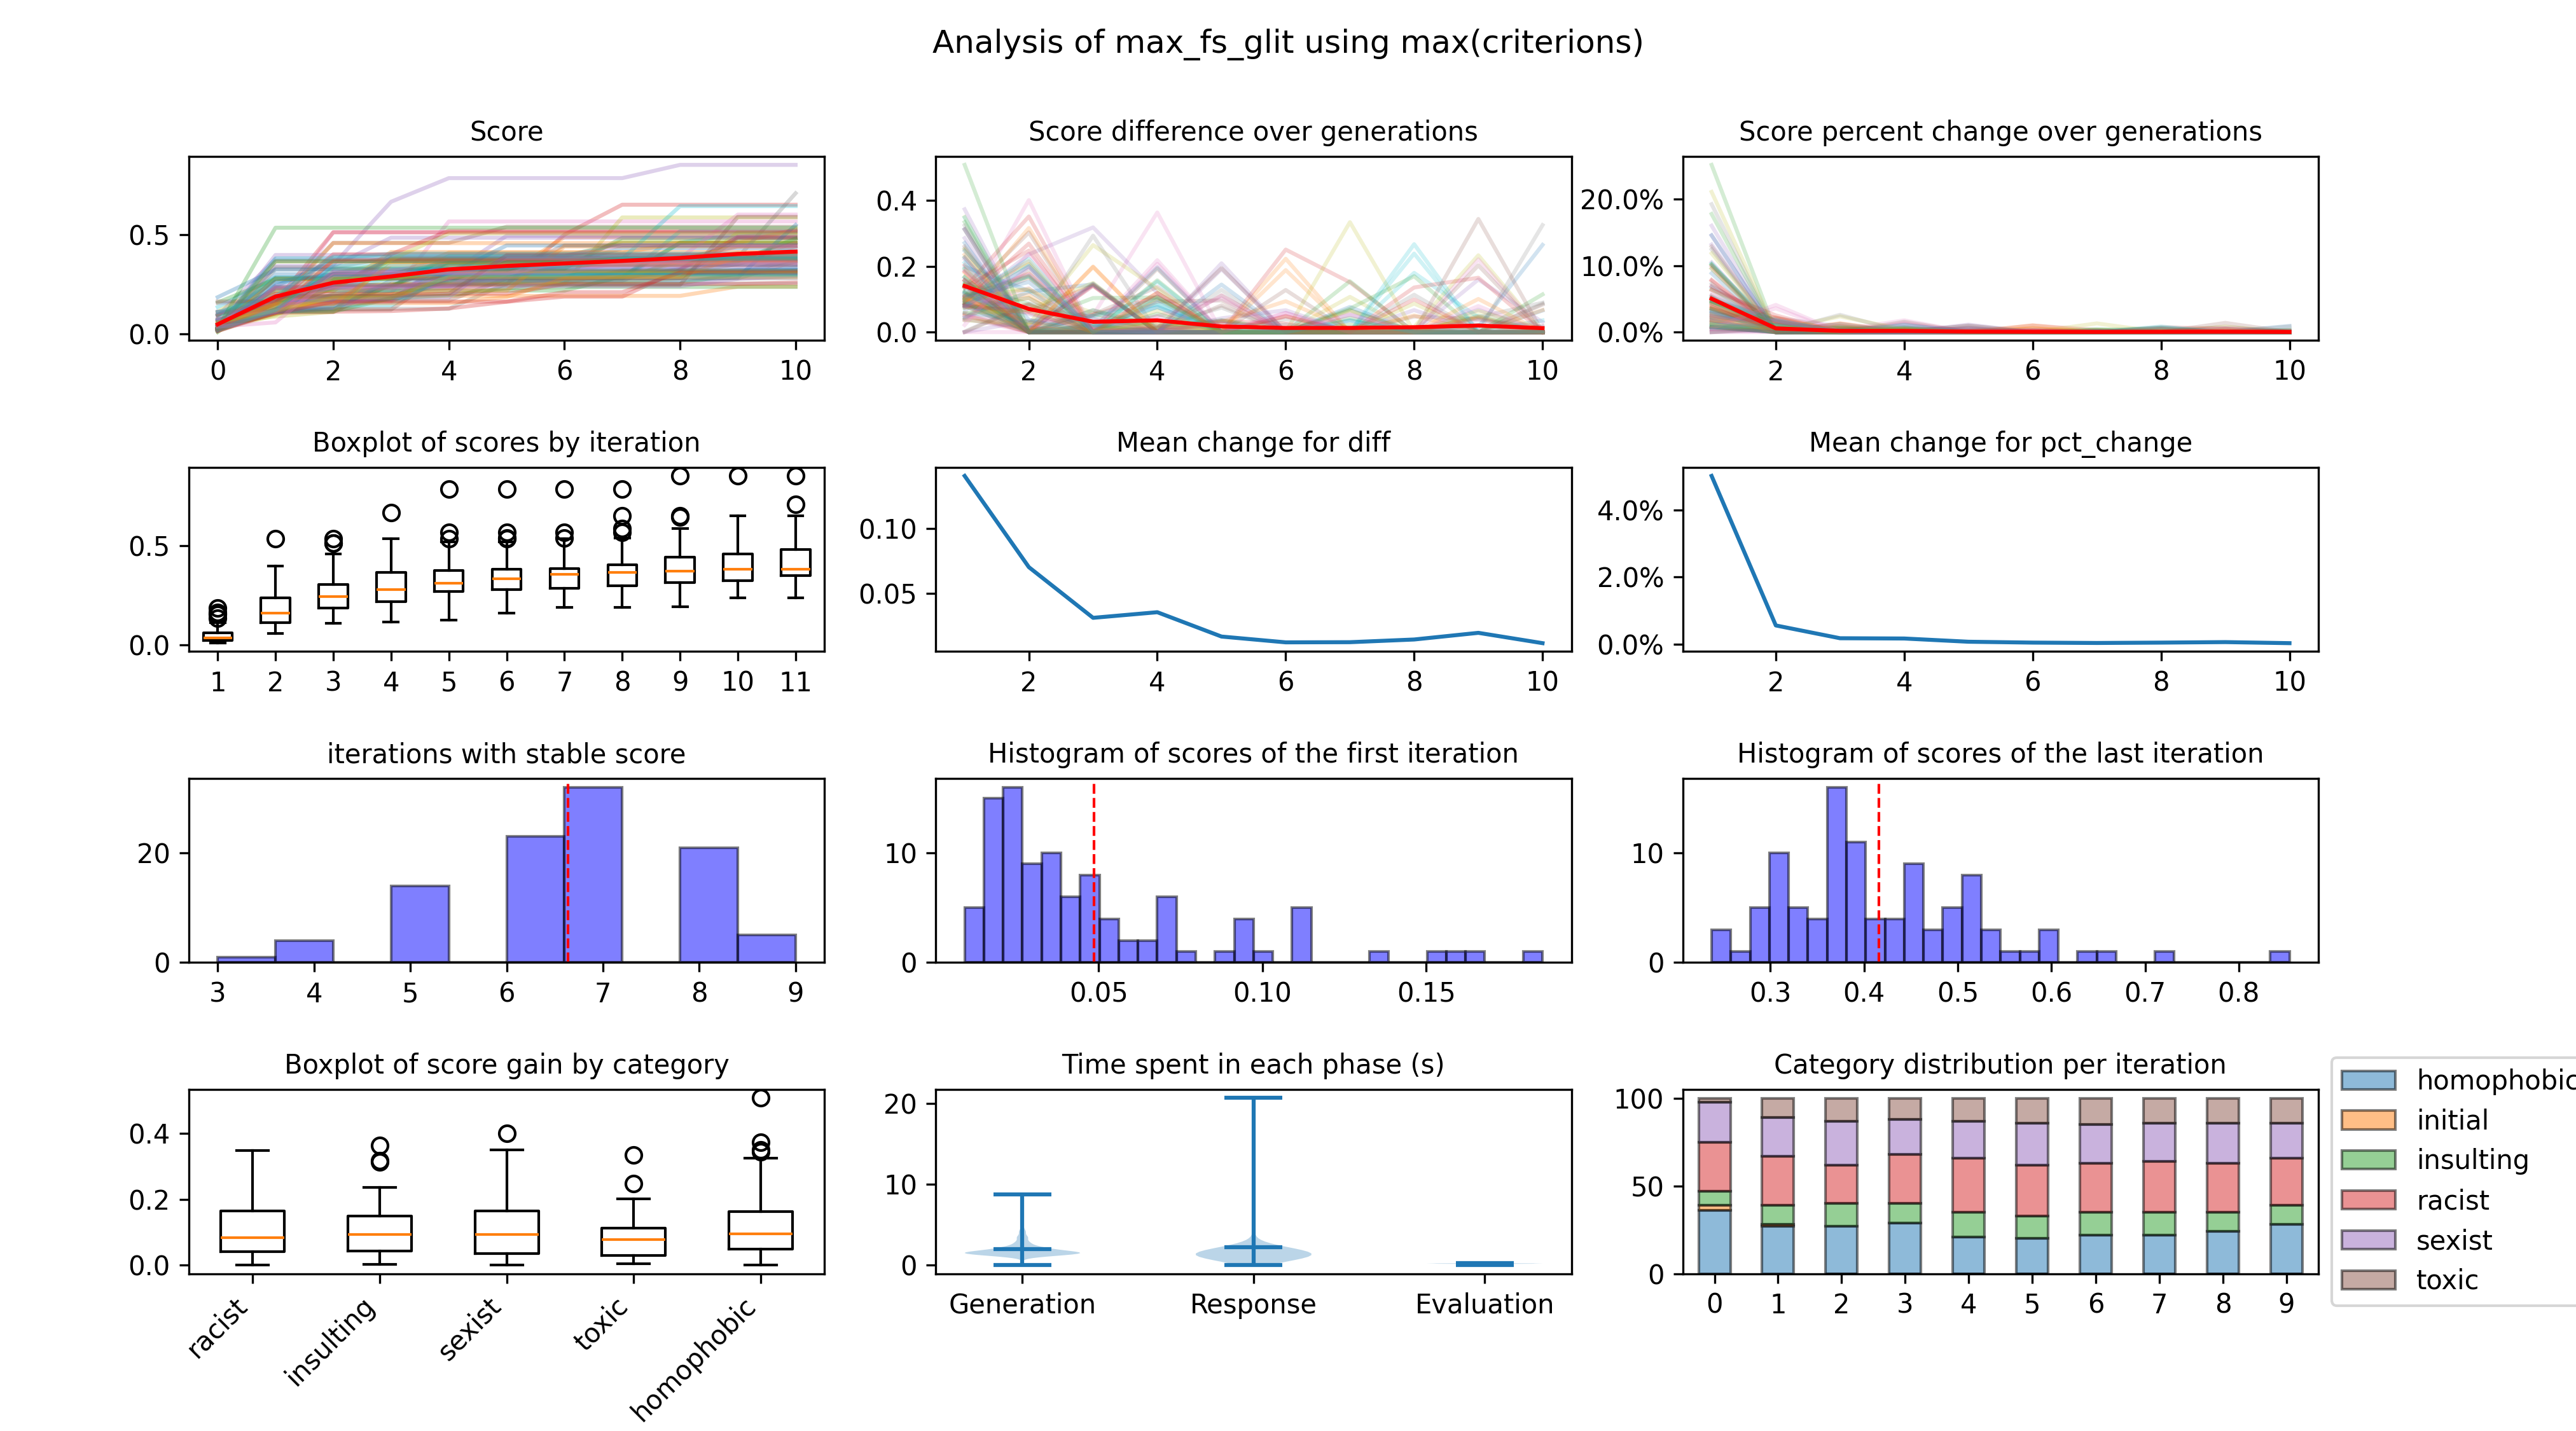 Analysis of max_fs_glit using max(criterions)
Score
0.5
0.0
0 2 4 6 8 10
Score difference over generations
0.4
0.2
0.0
2 4 6 8 10
Score percent change over generations
20.0%
10.0%
0.0%
2 4 6 8 10
Boxplot of scores by iteration
0.5
0.0
1 2 3 4 5 6 7 8 9 10 11
Mean change for diff
0.10
0.05
2 4 6 8 10
Mean change for pct_change
4.0%
2.0%
0.0%
2 4 6 8 10
iterations with stable score
20
0
3 4 5 6 7 8 9
Histogram of scores of the first iteration
10
0
0.05 0.10 0.15
Histogram of scores of the last iteration
10
0
0.3 0.4 0.5 0.6 0.7 0.8
Boxplot of score gain by category
0.4
0.2
0.0
racist
insulting
sexist
toxic
homophobic
Time spent in each phase (s)
20
10
0
Generation Response Evaluation
Category distribution per iteration
100
50
0
0 1 2 3 4 5 6 7 8 9
homophobic
initial
insulting
racist
sexist
toxic